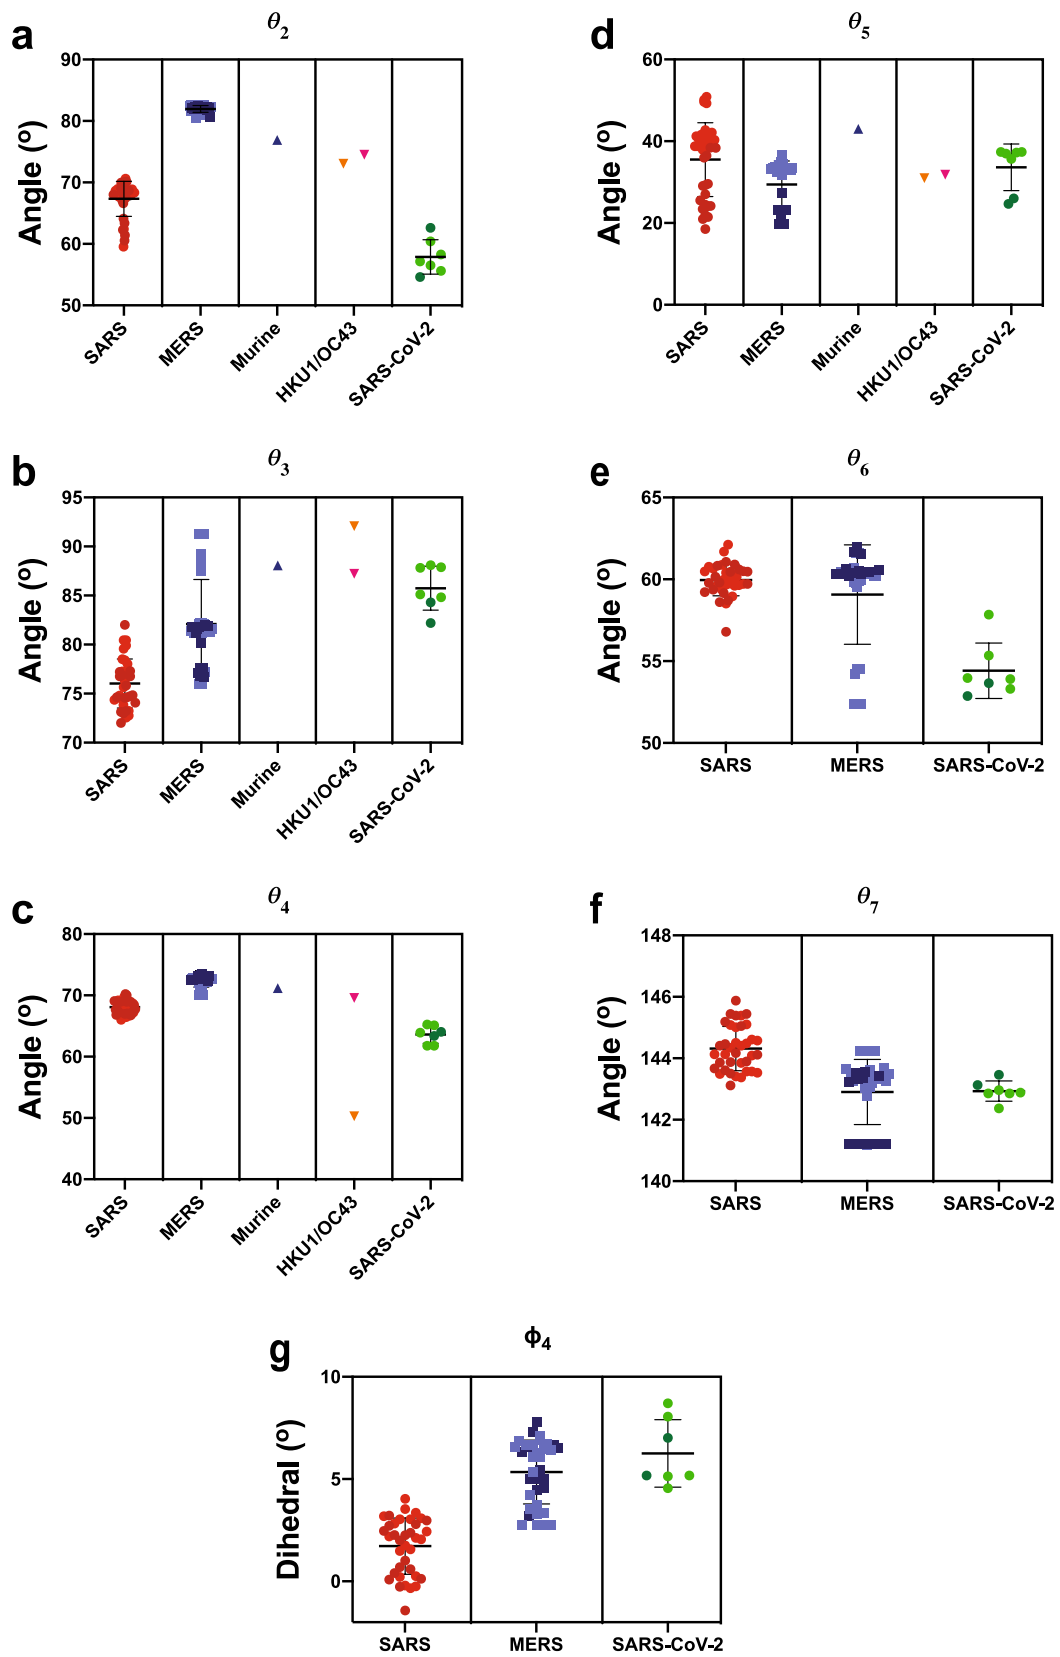 a
θ2
90
80
70
60
50
Angle (º)
SARS
MERS
Murine
HKU1/OC43
SARS-CoV-2
d
θ5
60
40
20
0
Angle (º)
SARS
MERS
Murine
HKU1/OC43
SARS-CoV-2
b
θ3
95
90
85
80
75
70
Angle (º)
SARS
MERS
Murine
HKU1/OC43
SARS-CoV-2
e
θ6
65
60
55
50
Angle (º)
SARS
MERS
SARS-CoV-2
c
θ4
80
70
60
50
40
Angle (º)
SARS
MERS
Murine
HKU1/OC43
SARS-CoV-2
f
θ7
148
146
144
142
140
Angle (º)
SARS
MERS
SARS-CoV-2
g
ϕ4
10
5
0
Dihedral (º)
SARS
MERS
SARS-CoV-2